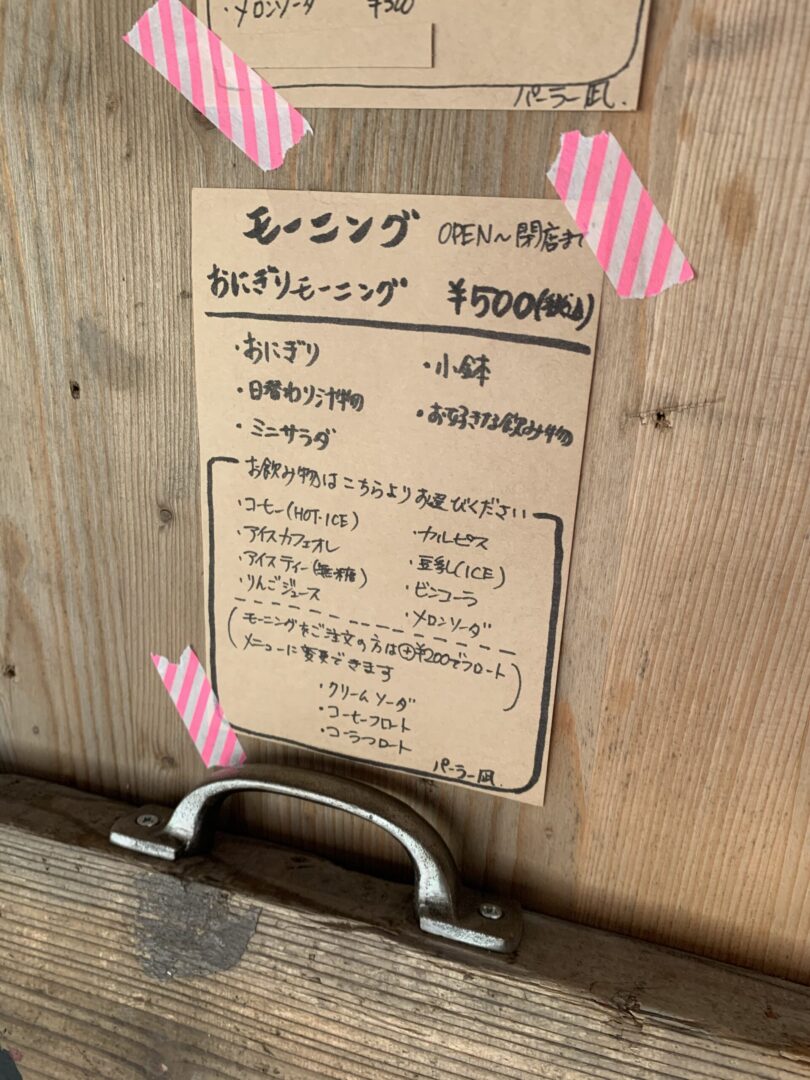 ・メロンソーダ ¥500
パーラー凪.
モーニング OPEN〜閉店まで
おにぎりモーニング ¥500(税込)
・おにぎり ・小鉢
・日替わり汁物 ・お好きな飲み物
・ミニサラダ
お飲み物はこちらよりお選びください
・コーヒー(HOT・ICE) ・カルピス
・アイスカフェオレ ・豆乳(ICE)
・アイスティー(無糖) ・ビンコーラ
・りんごジュース ・メロンソーダ
(モーニングをご注文の方は⊕¥200でフロート
メニューに変更できます)
・クリームソーダ
・コーヒーフロート
・コーラフロート
パーラー凪